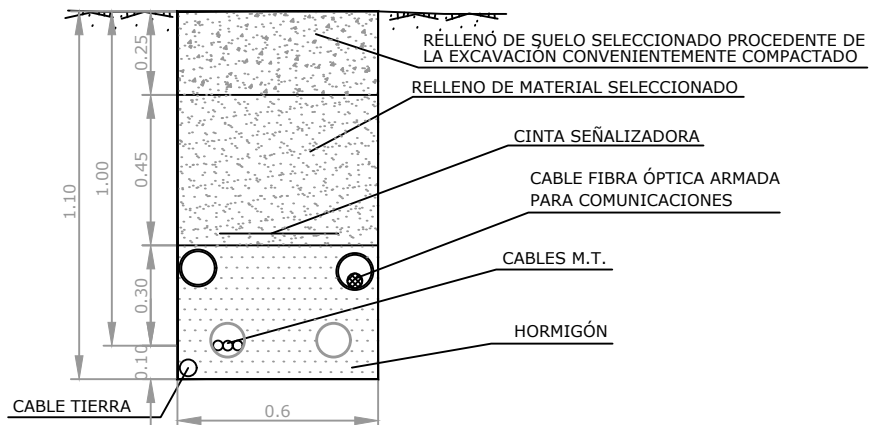 RELLENO DE SUELO SELECCIONADO PROCEDENTE DE
LA EXCAVACIÓN CONVENIENTEMENTE COMPACTADO
RELLENO DE MATERIAL SELECCIONADO
CINTA SEÑALIZADORA
CABLE FIBRA ÓPTICA ARMADA
PARA COMUNICACIONES
CABLES M.T.
HORMIGÓN
CABLE TIERRA
1.10
1.00
0.25
0.45
0.30
0.10
0.6